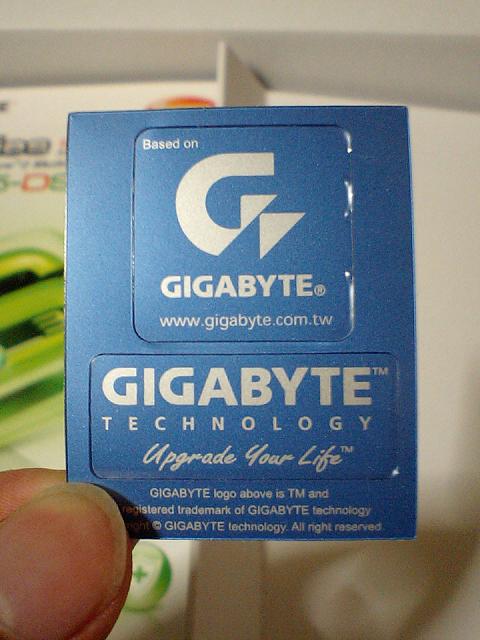 Based on
GIGABYTE®
www.gigabyte.com.tw
GIGABYTE™
TECHNOLOGY
Upgrade Your Life™
GIGABYTE logo above is TM and
registered trademark of GIGABYTE technology
© GIGABYTE technology. All right reserved.